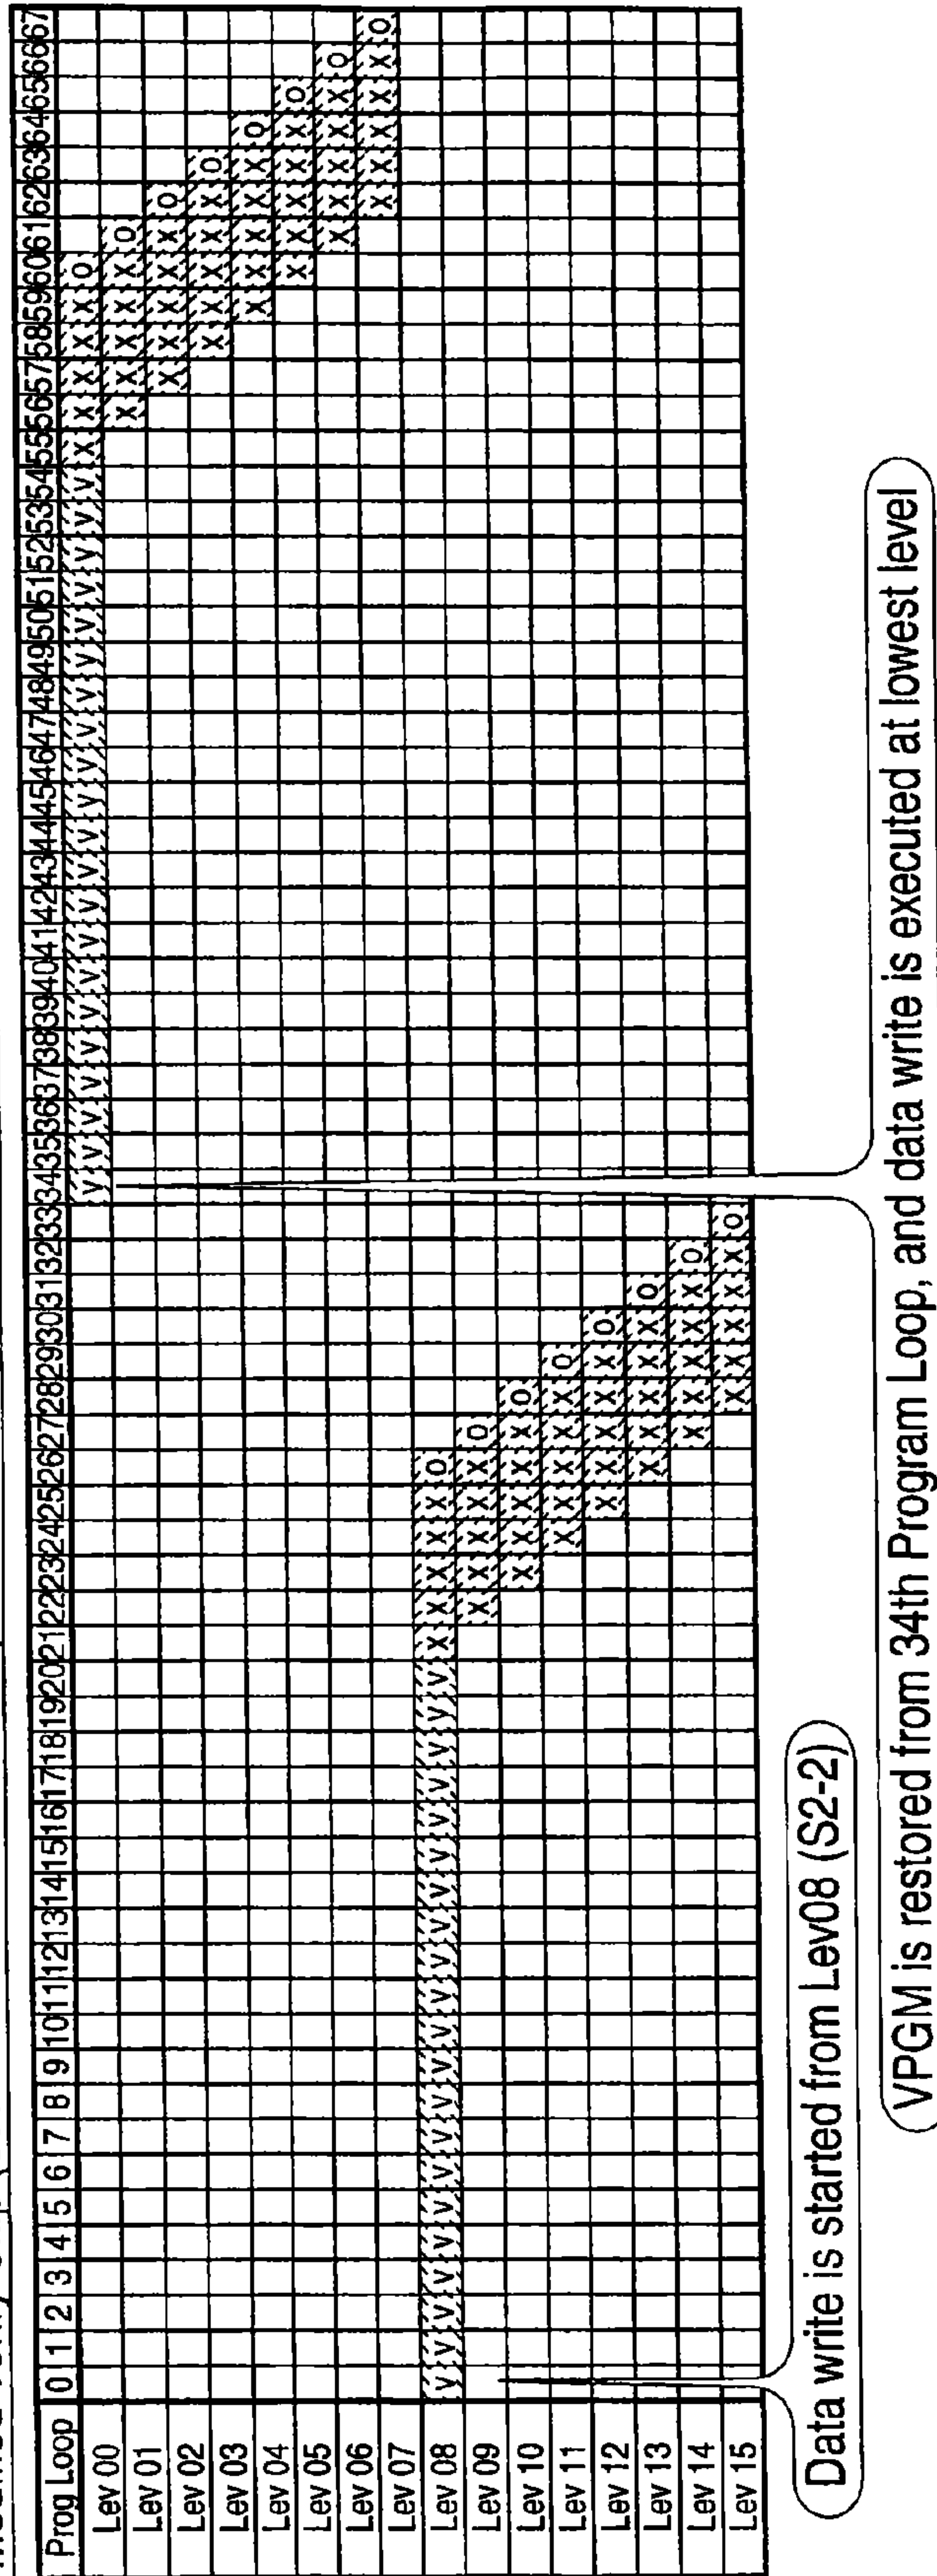 Prog Loop 0 1 2 3 4 5 6 7 8 9 10 11 12 13 14 15 16 17 18 19 20 21 22 23 24 25 26 27 28 29 30 31 32 33 34 35 36 37 38 39 40 41 42 43 44 45 46 47 48 49 50 51 52 53 54 55 56 57 58 59 60 61 62 63 64 65 66 67
Lev 00 V V V V V V V V V V V V V V V V V V V V V X X X X X O
Lev 01 X X X X X O
Lev 02 X X X X X O
Lev 03 X X X X X O
Lev 04 X X X X X O
Lev 05 X X X X X O
Lev 06 X X X X X O
Lev 07 X X X X X O
Lev 08 V V V V V V V V V V V V V V V V V V V V V X X X X X O
Lev 09 X X X X X O
Lev 10 X X X X X O
Lev 11 X X X X X O
Lev 12 X X X X X O
Lev 13 X X X X X O
Lev 14 X X X X X O
Lev 15 X X X X X O
Data write is started from Lev08 (S2-2)
VPGM is restored from 34th Program Loop, and data write is executed at lowest level